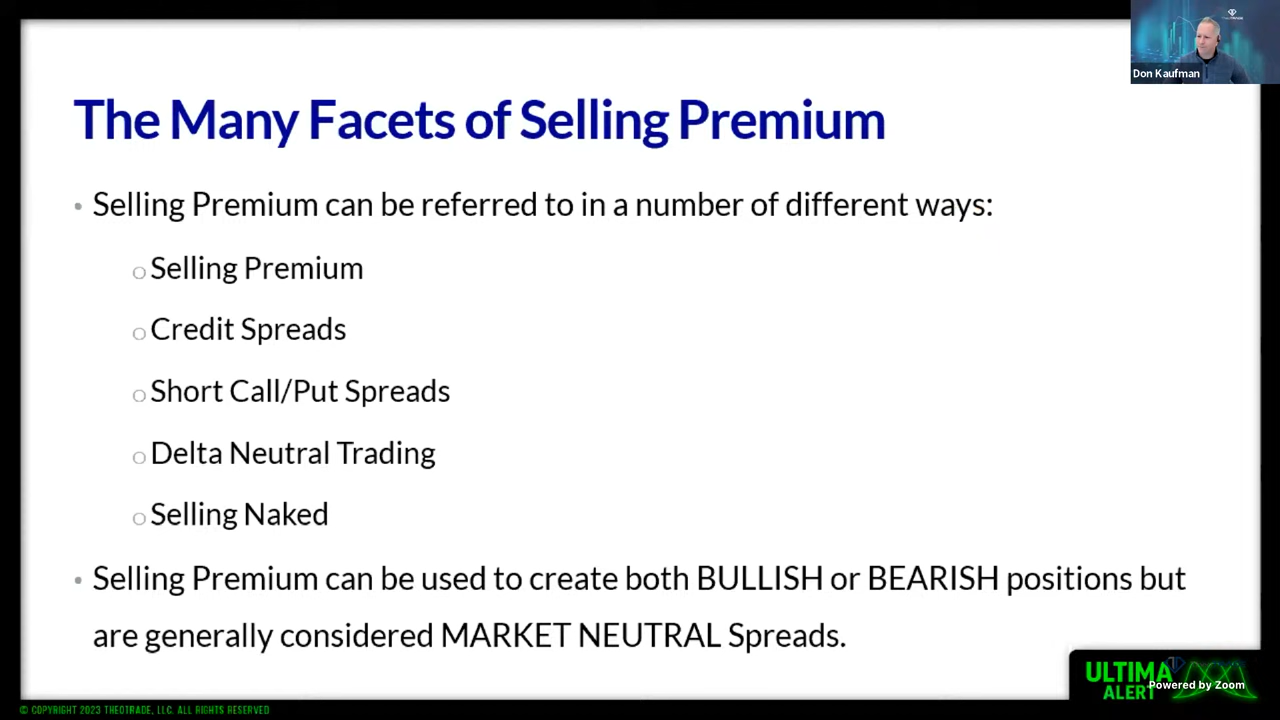 Don Kaufman
The Many Facets of Selling Premium
• Selling Premium can be referred to in a number of different ways:
o Selling Premium
o Credit Spreads
o Short Call/Put Spreads
o Delta Neutral Trading
o Selling Naked
• Selling Premium can be used to create both BULLISH or BEARISH positions but
are generally considered MARKET NEUTRAL Spreads.
ULTIMA
ALERT
Powered by Zoom
© COPYRIGHT 2023 THEOTRADE, LLC. ALL RIGHTS RESERVED